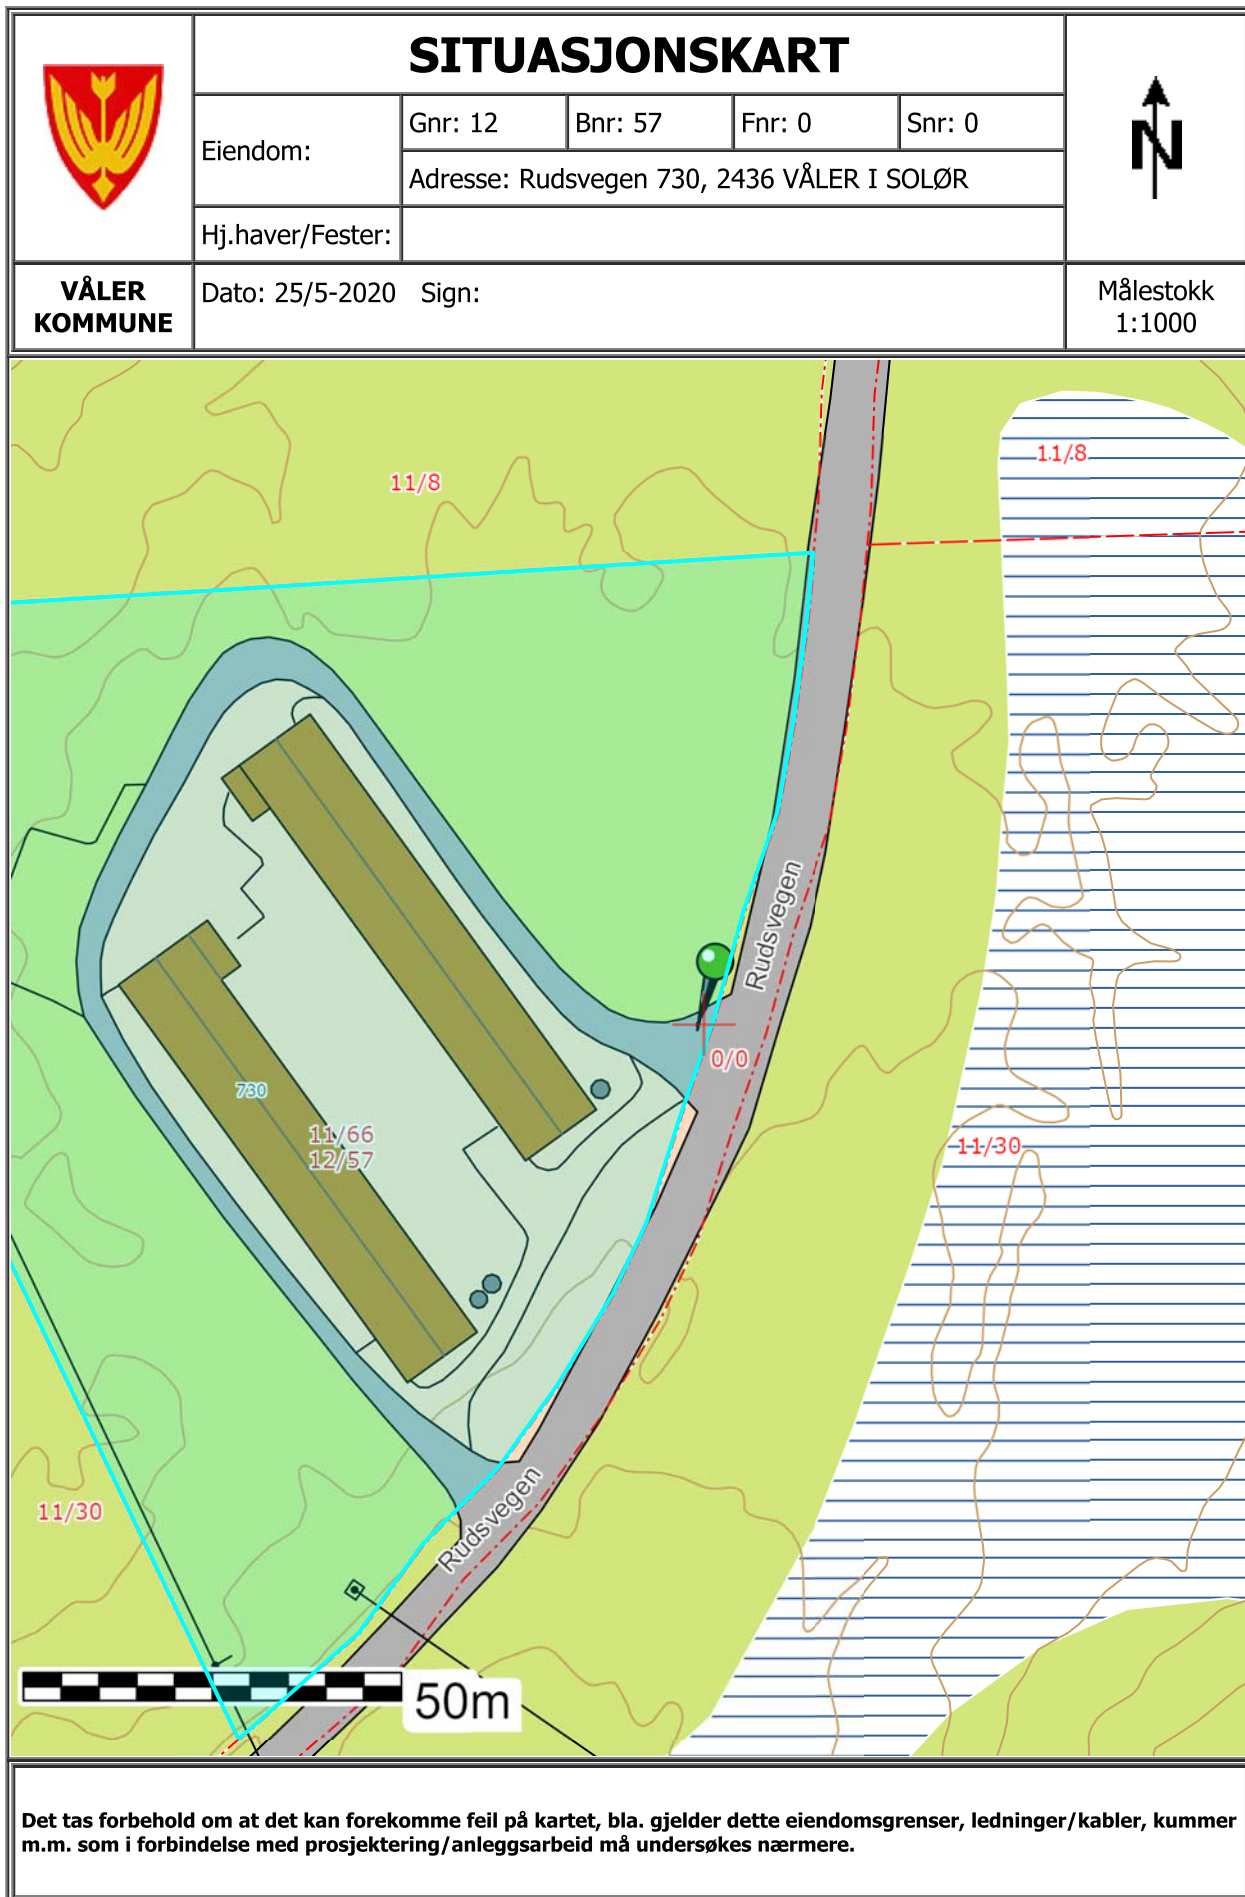 SITUASJONSKART
Eiendom:
Gnr: 12
Bnr: 57
Fnr: 0
Snr: 0
Adresse: Rudsvegen 730, 2436 VÅLER I SOLØR
Hj.haver/Fester:
N
VÅLER
KOMMUNE
Dato: 25/5-2020 Sign:
Målestokk
1:1000
11/8
11/8
Rudsvegen
0/0
730
11/66
12/57
11/30
11/30
Rudsvegen
50m
Det tas forbehold om at det kan forekomme feil på kartet, bla. gjelder dette eiendomsgrenser, ledninger/kabler, kummer
m.m. som i forbindelse med prosjektering/anleggsarbeid må undersøkes nærmere.